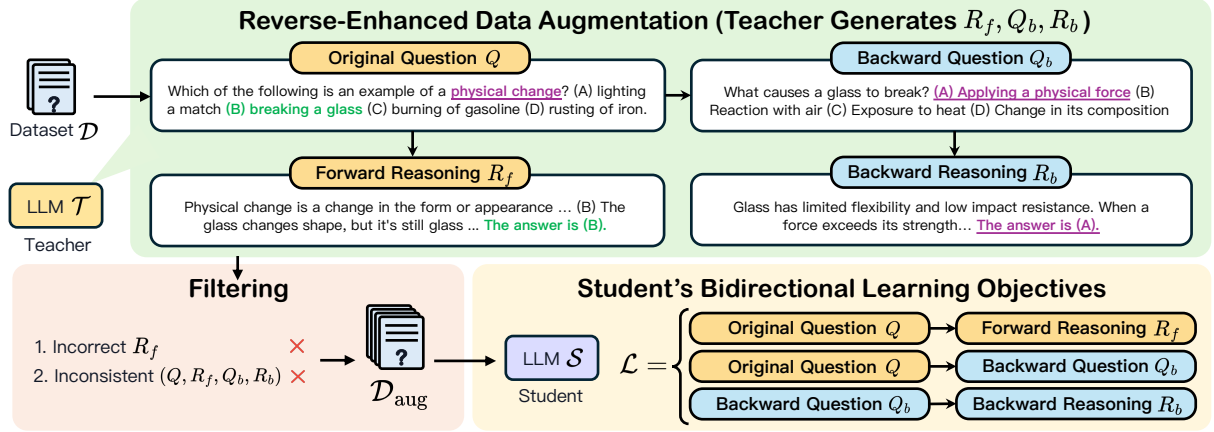 Reverse-Enhanced Data Augmentation (Teacher Generates R_f, Q_b, R_b)
Dataset 𝒟
LLM 𝒯
Teacher
Original Question Q
Which of the following is an example of a physical change? (A) lighting
a match (B) breaking a glass (C) burning of gasoline (D) rusting of iron.
Backward Question Q_b
What causes a glass to break? (A) Applying a physical force (B)
Reaction with air (C) Exposure to heat (D) Change in its composition
Forward Reasoning R_f
Physical change is a change in the form or appearance ... (B) The
glass changes shape, but it's still glass ... The answer is (B).
Backward Reasoning R_b
Glass has limited flexibility and low impact resistance. When a
force exceeds its strength... The answer is (A).
Filtering
1. Incorrect R_f ×
2. Inconsistent (Q, R_f, Q_b, R_b) ×
?
𝒟_aug
Student's Bidirectional Learning Objectives
LLM 𝒮
Student
ℒ =
Original Question Q
Forward Reasoning R_f
Original Question Q
Backward Question Q_b
Backward Question Q_b
Backward Reasoning R_b